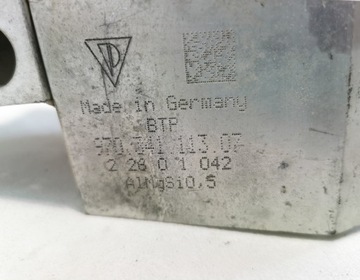 Made in Germany
BTP
970 341 113 07
2 28 0 1 042
AlMgSi0,5